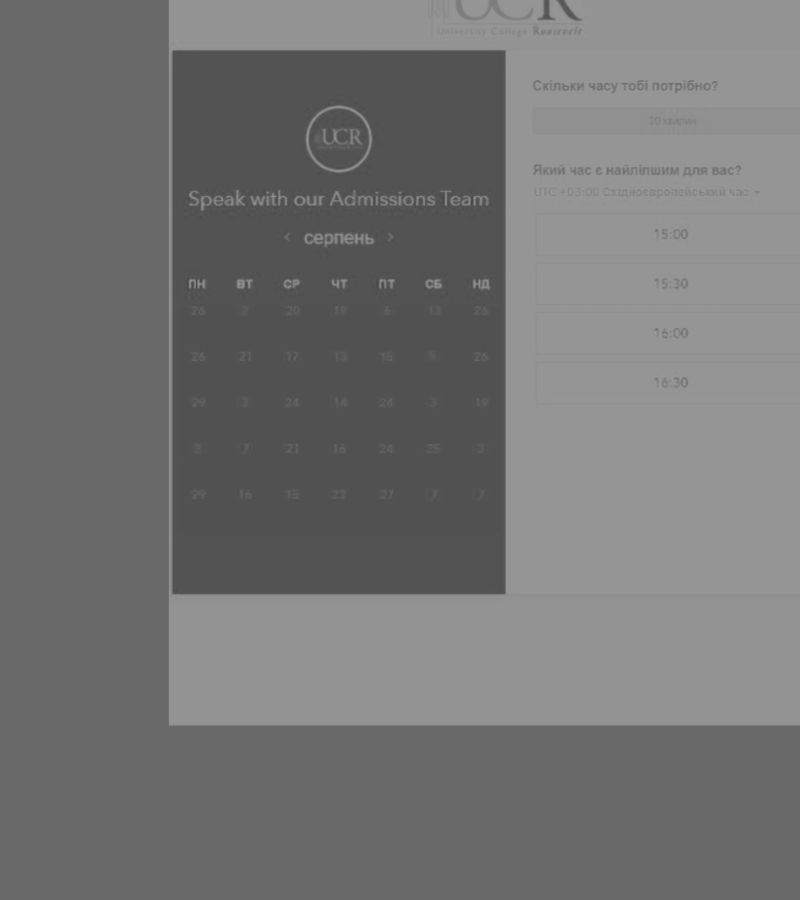 UCR
University College Roosevelt
UCR
Speak with our Admissions Team
‹ серпень ›
ПН ВТ СР ЧТ ПТ СБ НД
26 2 20 19 6 13 26
26 21 17 13 15 26
29 3 24 14 24 3 19
2 7 21 16 24 25 3
29 16 13 22 27 7 7
Скільки часу тобі потрібно?
30 хвилин
Який час є найліпшим для вас?
UTC +03:00 Східноєвропейський час
15:00
15:30
16:00
16:30